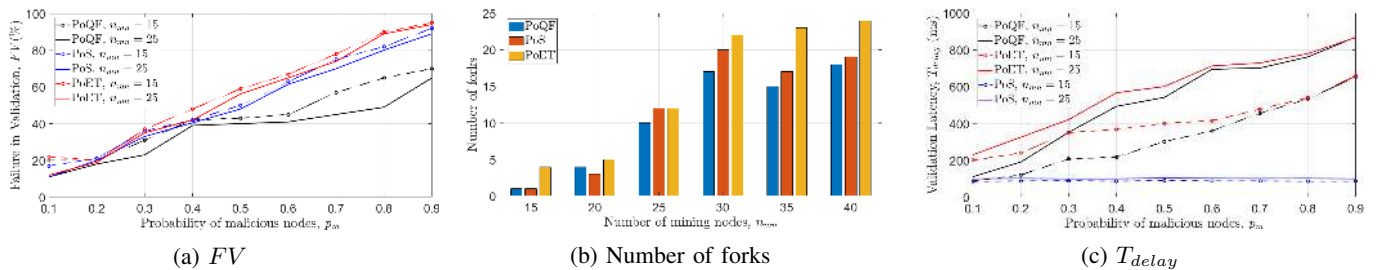 Failure in Validation, FV(%)
100
80
60
40
20
0
PoQF, n_mn = 15
PoQF, n_mn = 25
PoS, n_mn = 15
PoS, n_mn = 25
PoET, n_mn = 15
PoET, n_mn = 25
0.1 0.2 0.3 0.4 0.5 0.6 0.7 0.8 0.9
Probability of malicious nodes, p_m
(a) FV
Number of forks
25
20
15
10
5
0
PoQF
PoS
PoET
15 20 25 30 35 40
Number of mining nodes, n_mn
(b) Number of forks
Validation Latency, T_delay (ms)
1000
800
600
400
200
0
PoQF, n_mn = 15
PoQF, n_mn = 25
PoET, n_mn = 15
PoET, n_mn = 25
PoS, n_mn = 15
PoS, n_mn = 25
0.1 0.2 0.3 0.4 0.5 0.6 0.7 0.8 0.9
Probability of malicious nodes, p_m
(c) T_delay